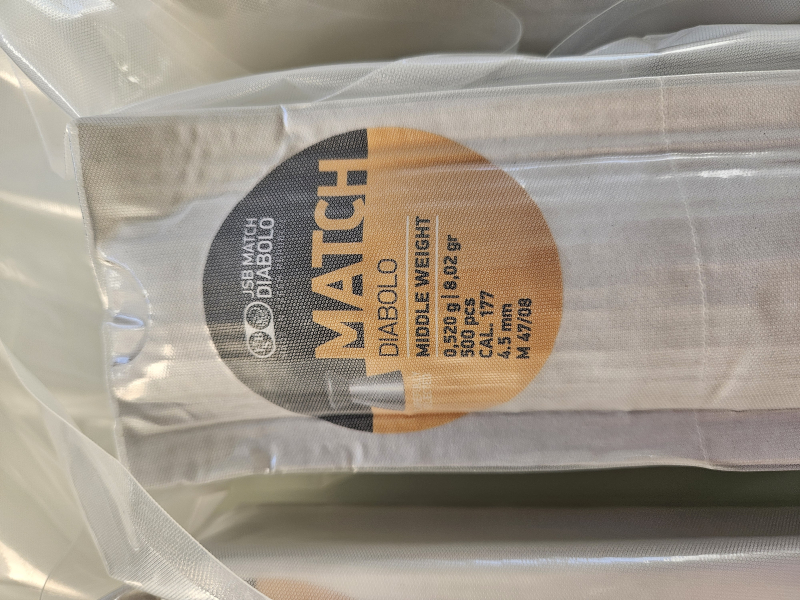 JSB MATCH
DIABOLO
MATCH
DIABOLO
MIDDLE WEIGHT
0,520 g | 8,02 gr
500 pcs
CAL. 177
4.5 mm
M 47/08